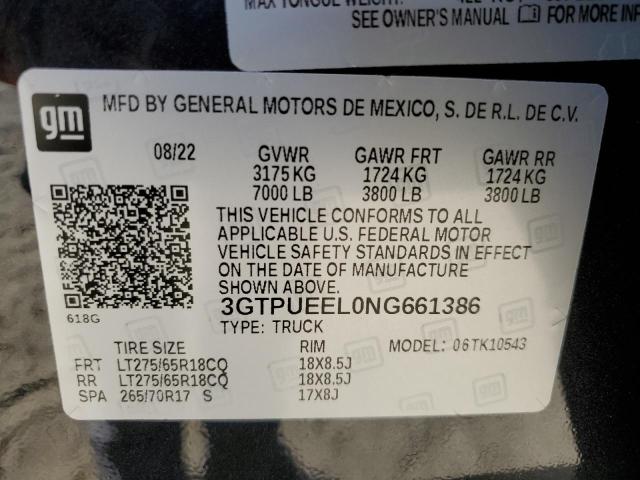 MAX TONGUE WEIGHT:
SEE OWNER'S MANUAL FOR MORE INF
gm
MFD BY GENERAL MOTORS DE MEXICO, S. DE R.L. DE C.V.
08/22 GVWR GAWR FRT GAWR RR
3175 KG 1724 KG 1724 KG
7000 LB 3800 LB 3800 LB
THIS VEHICLE CONFORMS TO ALL
APPLICABLE U.S. FEDERAL MOTOR
VEHICLE SAFETY STANDARDS IN EFFECT
ON THE DATE OF MANUFACTURE
SHOWN ABOVE.
3GTPUEEL0NG661386
618G
TYPE: TRUCK
TIRE SIZE RIM MODEL: 06TK10543
FRT LT275/65R18CQ 18X8.5J
RR LT275/65R18CQ 18X8.5J
SPA 265/70R17 S 17X8J